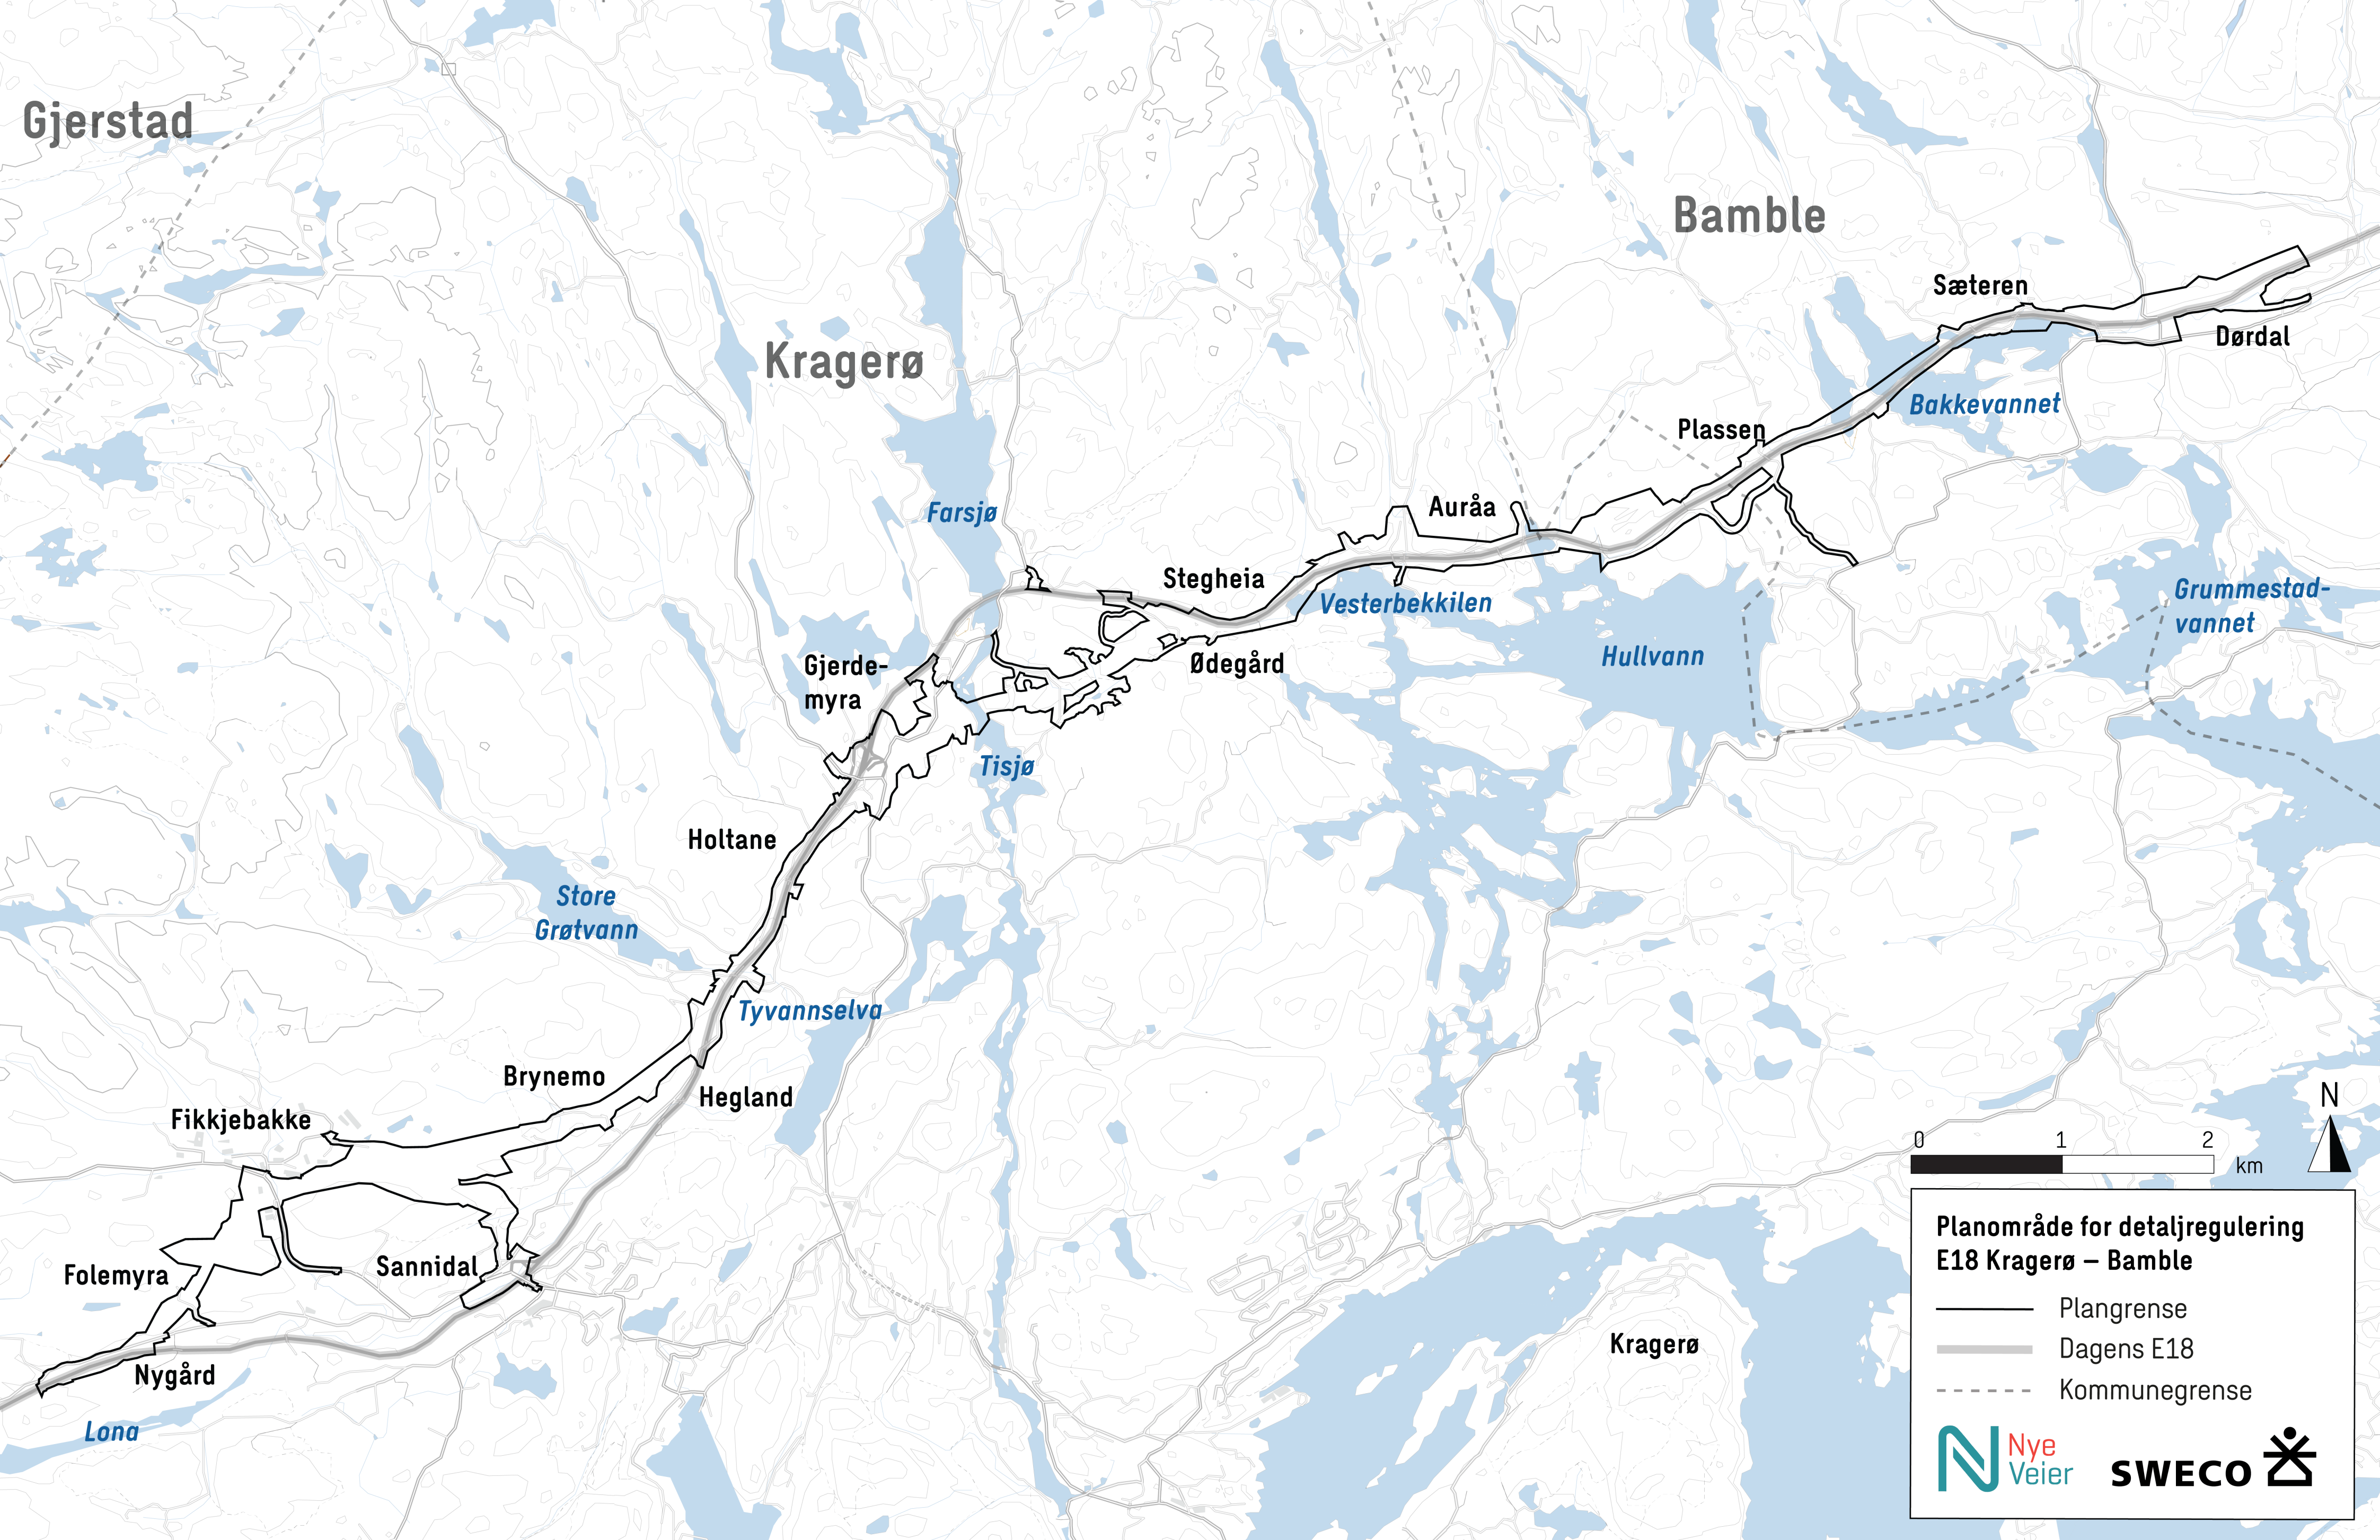 Gjerstad
Bamble
Sæteren
Dørdal
Kragerø
Bakkevannet
Plassen
Auråa
Farsjø
Stegheia
Vesterbekkilen
Grummestad-
vannet
Gjerde-
myra
Ødegård
Hullvann
Tisjø
Holtane
Store
Grøtvann
Tyvannselva
Brynemo
Hegland
Fikkjebakke
Folemyra
Sannidal
Nygård
Lona
Kragerø
N
0 1 2
km
Planområde for detaljregulering
E18 Kragerø – Bamble
Plangrense
Dagens E18
Kommunegrense
Nye
Veier
SWECO